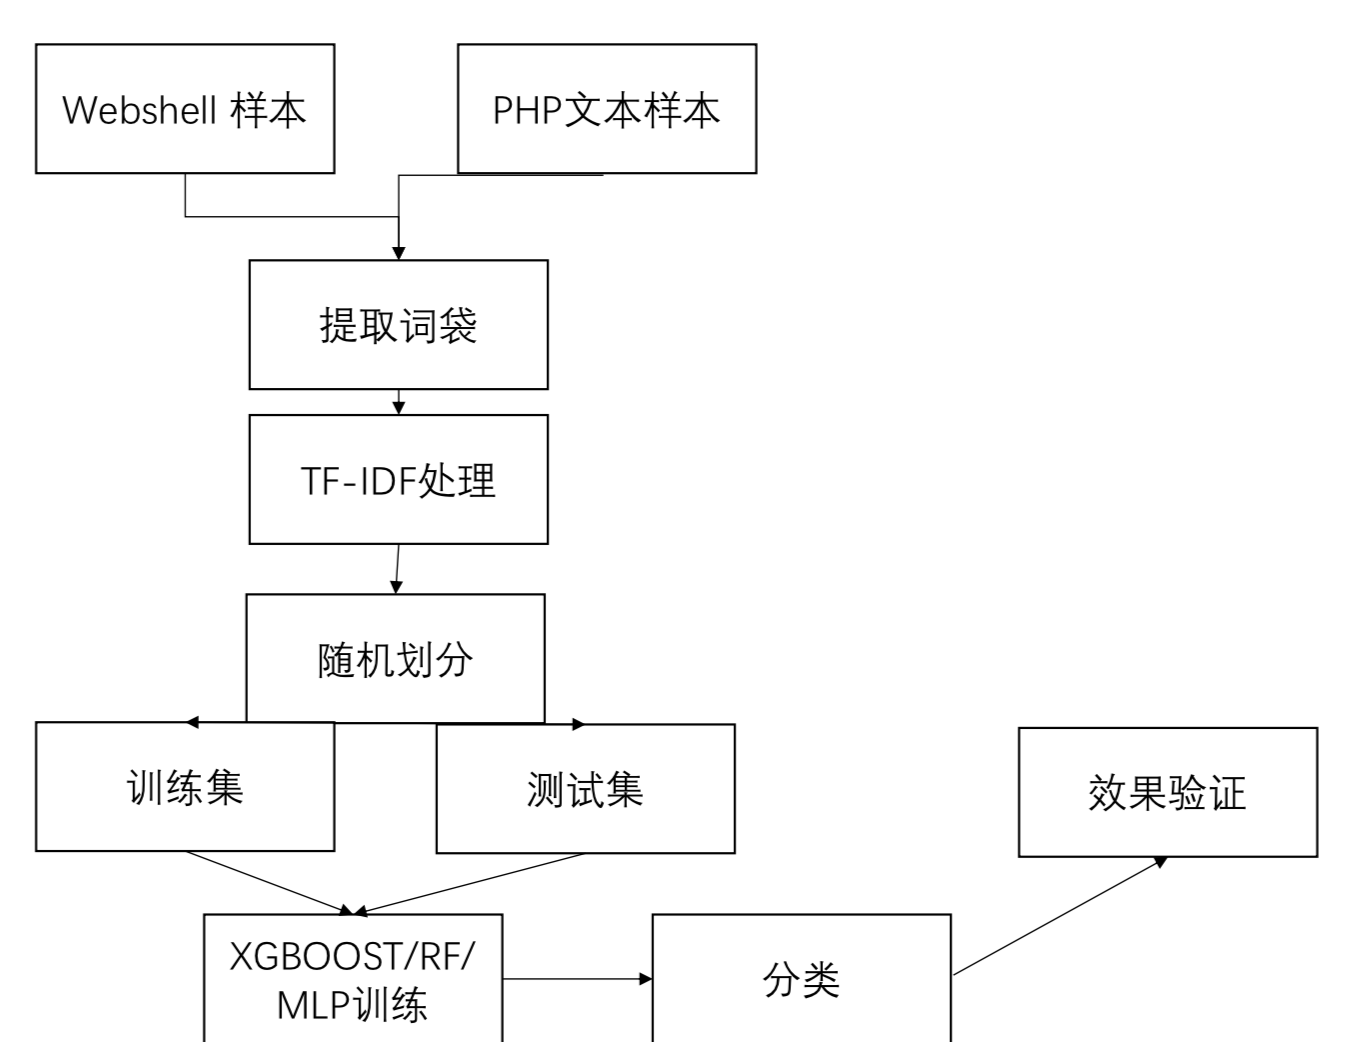 Webshell 样本
PHP文本样本
提取词袋
TF-IDF处理
随机划分
训练集
测试集
效果验证
XGBOOST/RF/
MLP训练
分类